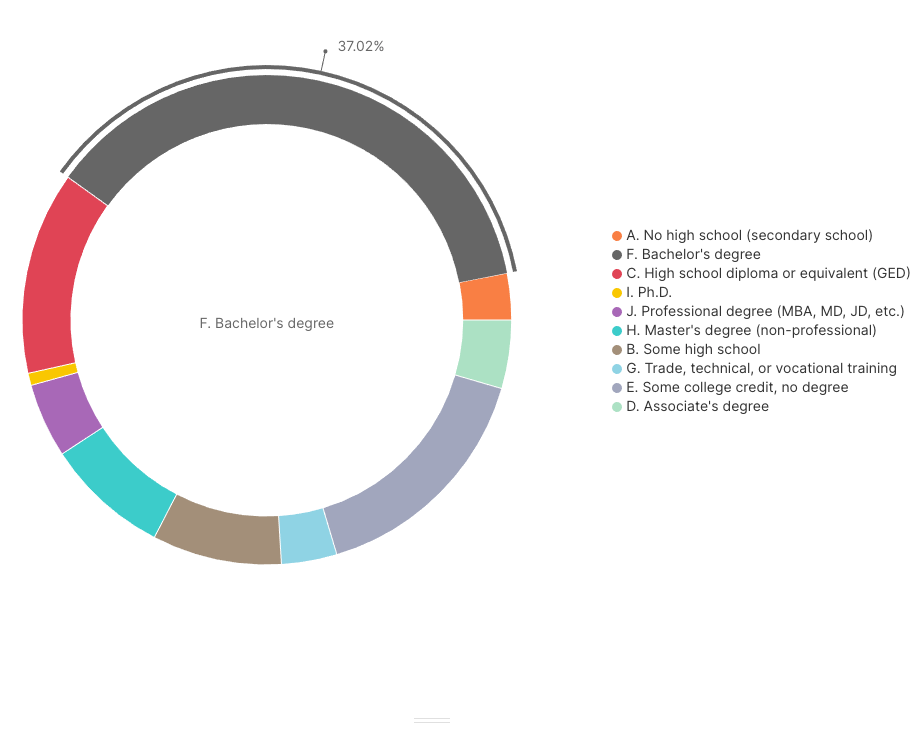 37.02%
F. Bachelor's degree
A. No high school (secondary school)
F. Bachelor's degree
C. High school diploma or equivalent (GED)
I. Ph.D.
J. Professional degree (MBA, MD, JD, etc.)
H. Master's degree (non-professional)
B. Some high school
G. Trade, technical, or vocational training
E. Some college credit, no degree
D. Associate's degree